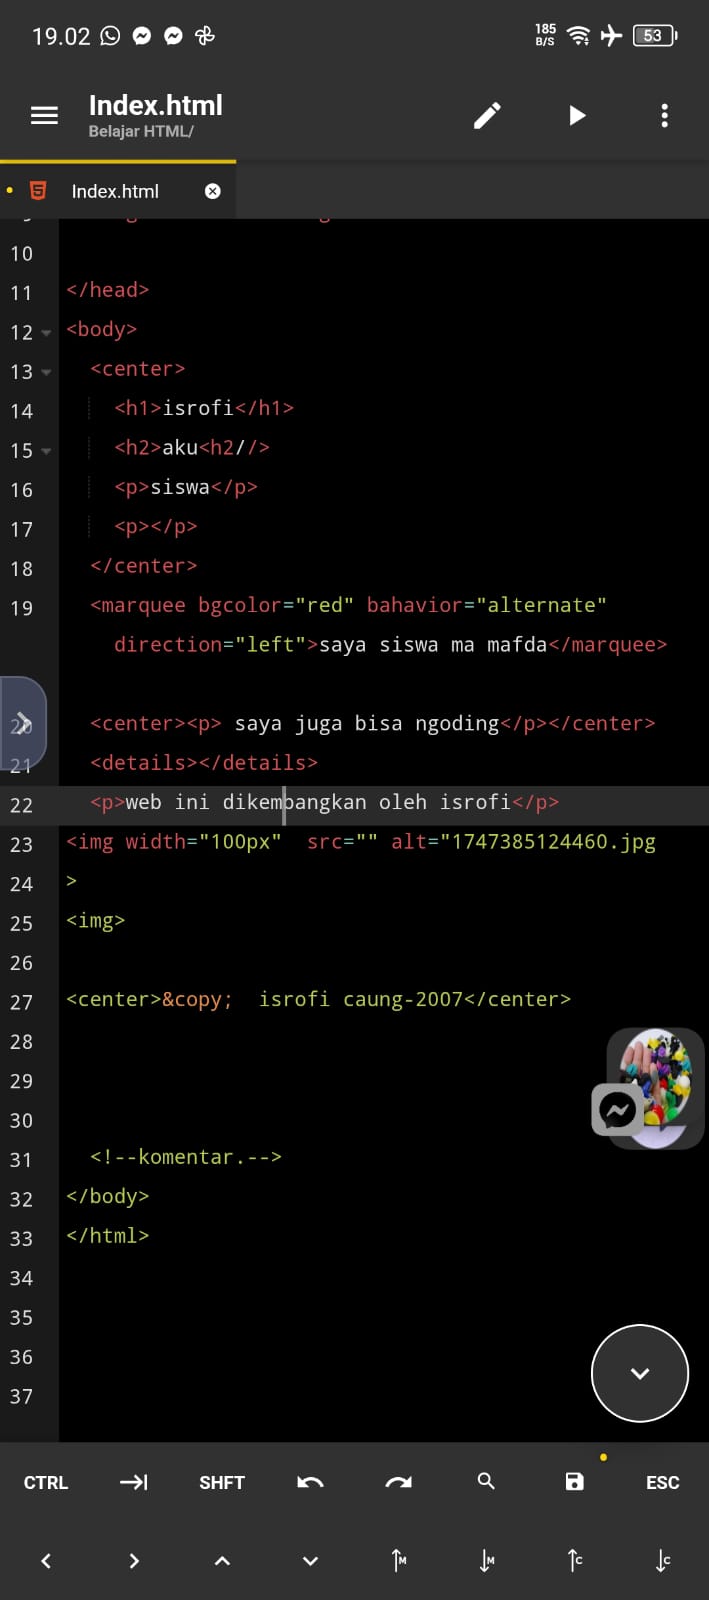 19.02
185
B/S
53
Index.html
Belajar HTML/
Index.html
10
11 </head>
12 <body>
13 <center>
14 <h1>isrofi</h1>
15 <h2>aku<h2//>
16 <p>siswa</p>
17 <p></p>
18 </center>
19 <marquee bgcolor="red" bahavior="alternate"
direction="left">saya siswa ma mafda</marquee>
20 <center><p> saya juga bisa ngoding</p></center>
21 <details></details>
22 <p>web ini dikembangkan oleh isrofi</p>
23 <img width="100px"  src="" alt="1747385124460.jpg
24 >
25 <img>
26
27 <center>&copy;  isrofi caung-2007</center>
28
29
30
31 <!--komentar.-->
32 </body>
33 </html>
34
35
36
37
CTRL SHFT ESC
M M C C